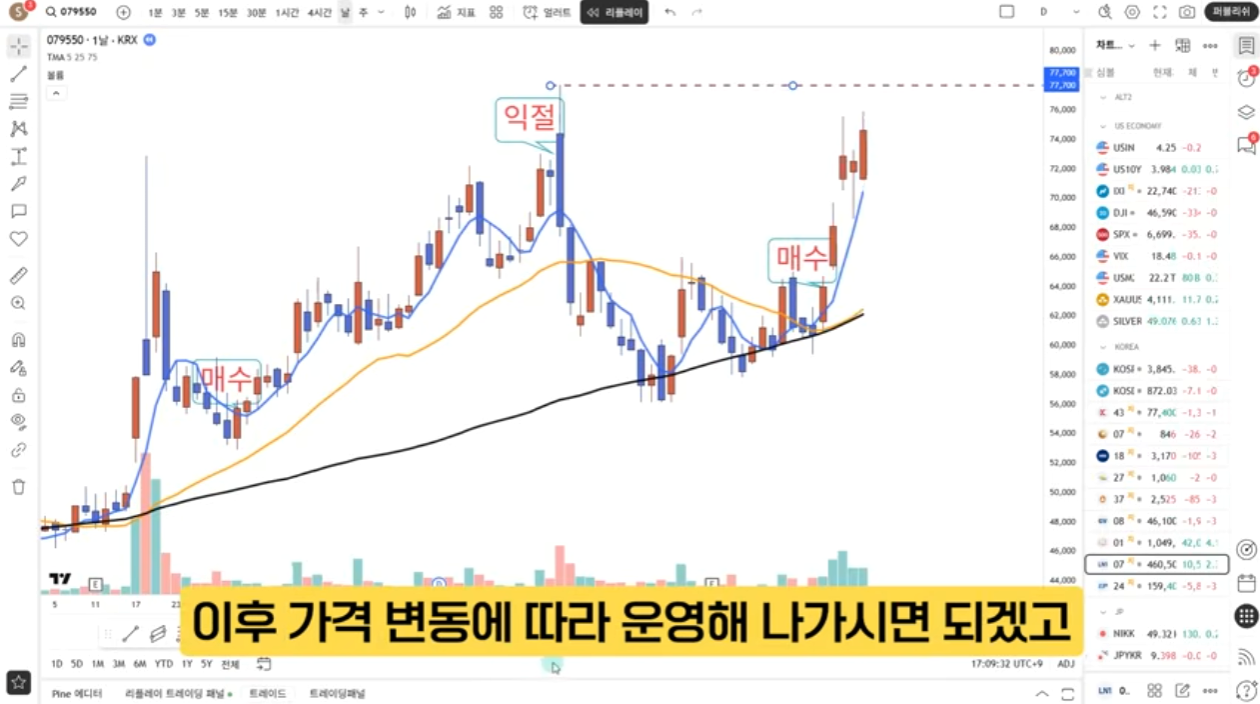 S 3 079550 1분 3분 5분 15분 30분 1시간 4시간 날 주 지표 얼러트 리플레이 D 퍼블리쉬
079550 · 1날 · KRX
TMA 5 25 75
볼륨
80,000
77,700
77,700
76,000
74,000
72,000
70,000
68,000
66,000
64,000
62,000
60,000
58,000
56,000
54,000
52,000
50,000
48,000
46,000
44,000
익절
매수
매수
E D E
5 11 17 23
이후 가격 변동에 따라 운영해 나가시면 되겠고
1D 5D 1M 3M 6M YTD 1Y 5Y 전체 17:09:32 UTC+9 ADJ
Pine 에디터 리플레이 트레이딩 패널 트레이드 트레이딩패널
차트...
심볼 현재. 체
ALT2
US ECONOMY
USIN 4.25 -0.2
US10Y 3.984 0.03 0.
IXI 22,740 -21
DJI 46,590 -33
SPX 6,699. -35. -0
VIX 18.48 -0.1 -0
USM 22.2 T 80B 0.
XAUUS 4,111. 11.7 0.2
SILVER 49.076 0.63 1.
KOREA
KOSI 3,845. -38. -0
KOSI 872.03 -7.1 -0
43 77,400 -1,3 -1
07 846 -26 -2
18 3,170 -105 -3
27 1,060 -2 -0
37 2,525 -85 -3
08 46,100 -1,9 -3
01 1,049, 42,0 4.
07 460,50 10,5 2.
24 159,40 -5,8 -3
JP
NIKK 49,321 130. 0.2
JPYKR 9.398 -0.0 -0